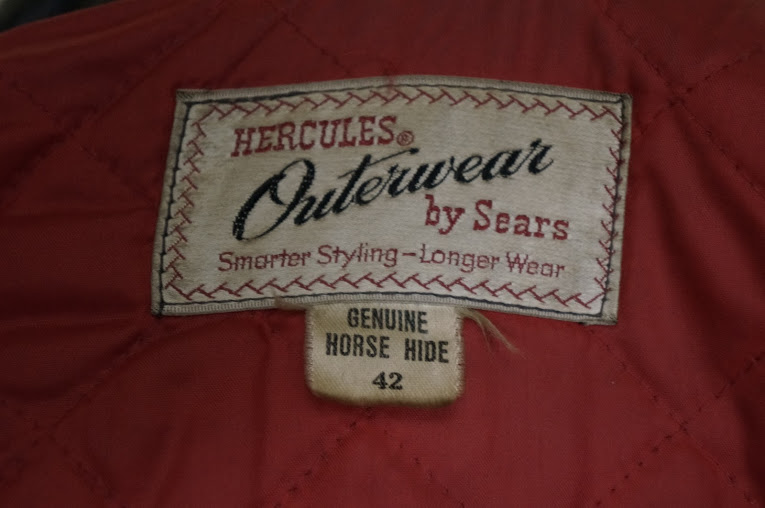 HERCULES®
Outerwear
by Sears
Smarter Styling - Longer Wear
GENUINE
HORSE HIDE
42